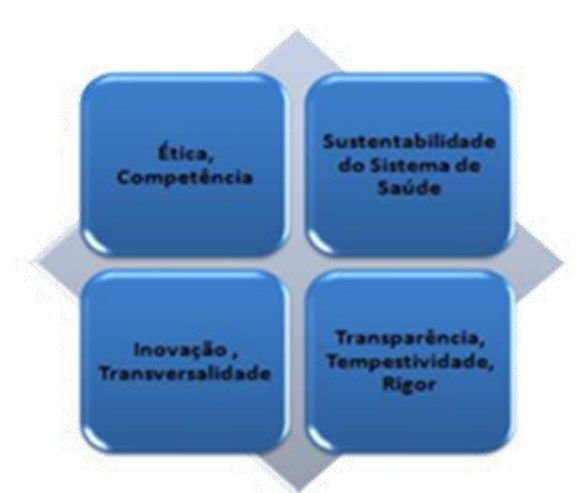 Ética,
Competência
Sustentabilidade
do Sistema de
Saúde
Inovação ,
Transversalidade
Transparência,
Tempestividade,
Rigor